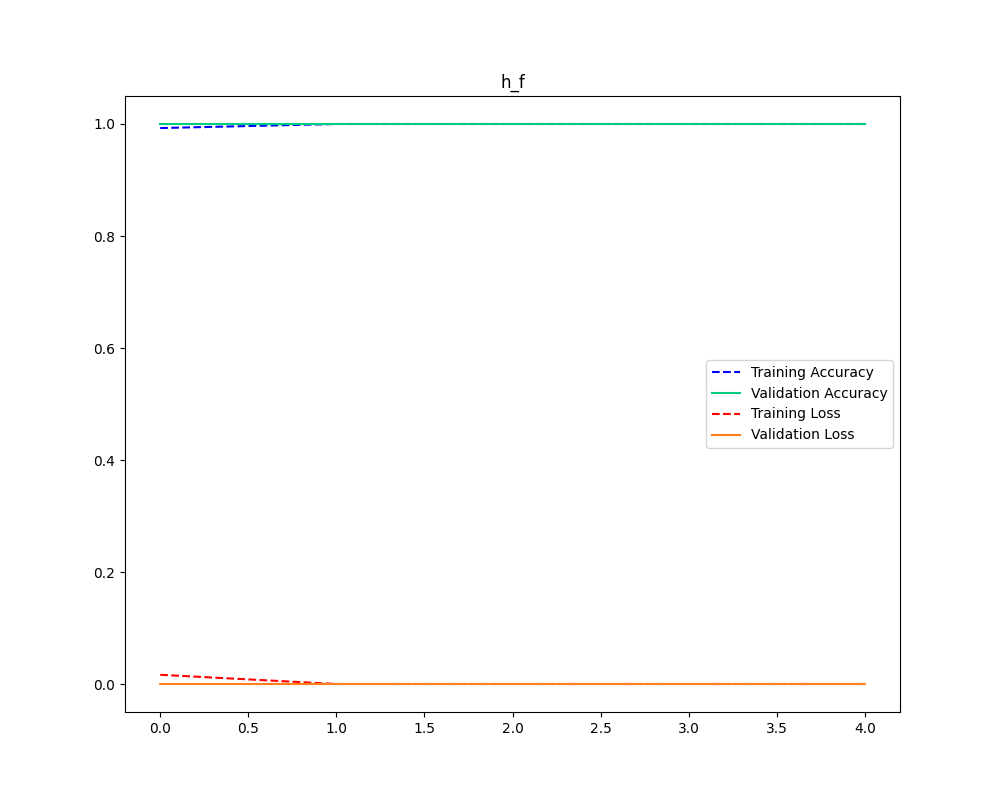 h_f
1.0
0.8
0.6
0.4
0.2
0.0
Training Accuracy
Validation Accuracy
Training Loss
Validation Loss
0.0 0.5 1.0 1.5 2.0 2.5 3.0 3.5 4.0